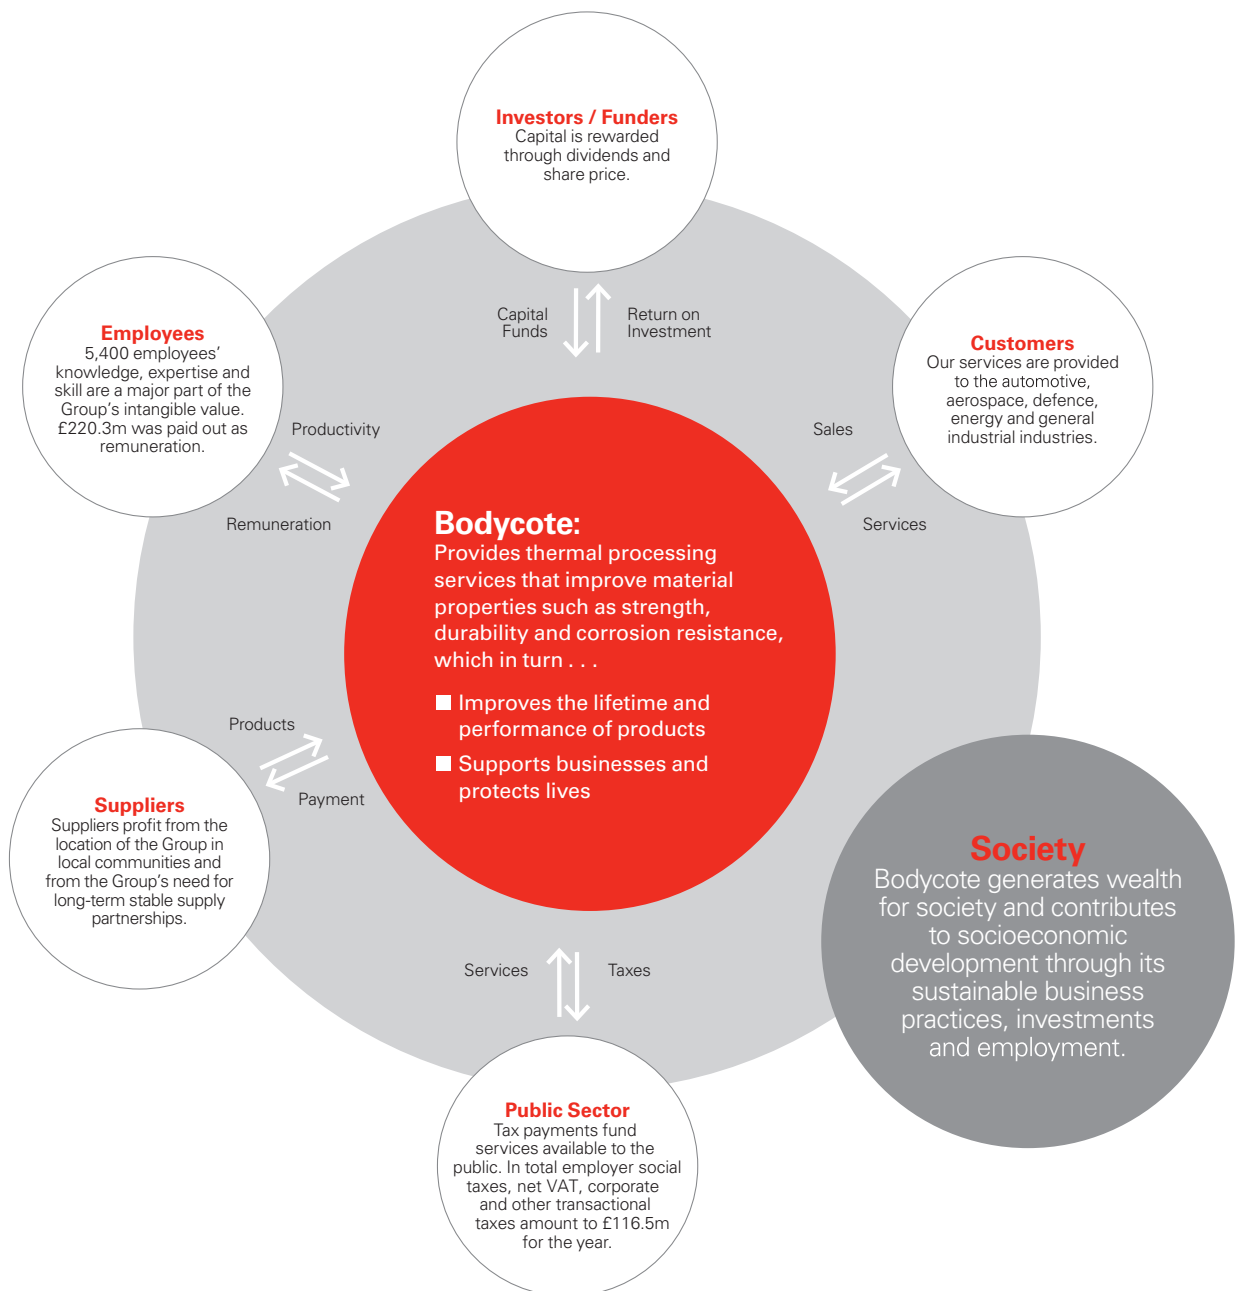 Investors / Funders
Capital is rewarded
through dividends and
share price.
Capital
Funds
Return on
Investment
Employees
5,400 employees’
knowledge, expertise and
skill are a major part of the
Group’s intangible value.
£220.3m was paid out as
remuneration.
Productivity
Remuneration
Customers
Our services are provided
to the automotive,
aerospace, defence,
energy and general
industrial industries.
Sales
Services
Bodycote:
Provides thermal processing
services that improve material
properties such as strength,
durability and corrosion resistance,
which in turn . . .
Improves the lifetime and
performance of products
Supports businesses and
protects lives
Products
Payment
Suppliers
Suppliers profit from the
location of the Group in
local communities and
from the Group’s need for
long-term stable supply
partnerships.
Society
Bodycote generates wealth
for society and contributes
to socioeconomic
development through its
sustainable business
practices, investments
and employment.
Services
Taxes
Public Sector
Tax payments fund
services available to the
public. In total employer social
taxes, net VAT, corporate
and other transactional
taxes amount to £116.5m
for the year.